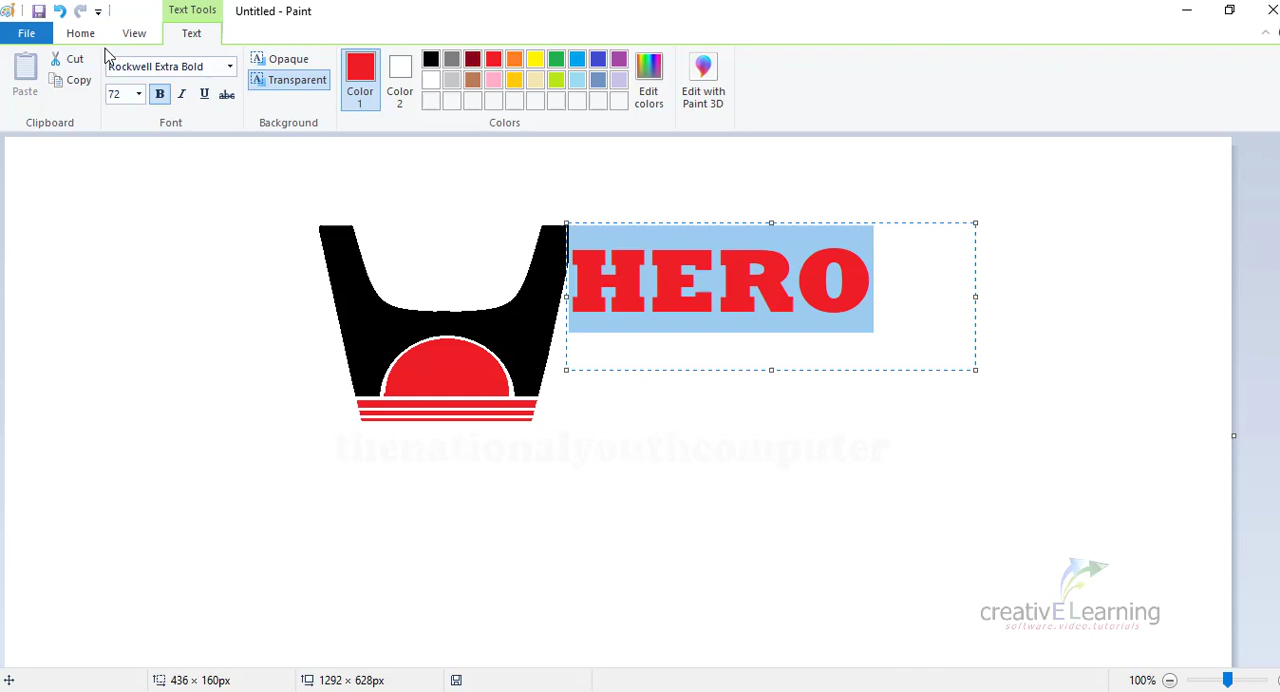 Text Tools
Untitled - Paint
File
Home
View
Text
Paste
Cut
Copy
Rockwell Extra Bold
72
B
I
U
abc
A Opaque
A Transparent
Color 1
Color 2
Edit colors
Edit with Paint 3D
Clipboard
Font
Background
Colors
HERO
thenationalyouthcomputer
creativE Learning
software.video.tutorials
436 × 160px
1292 × 628px
100%